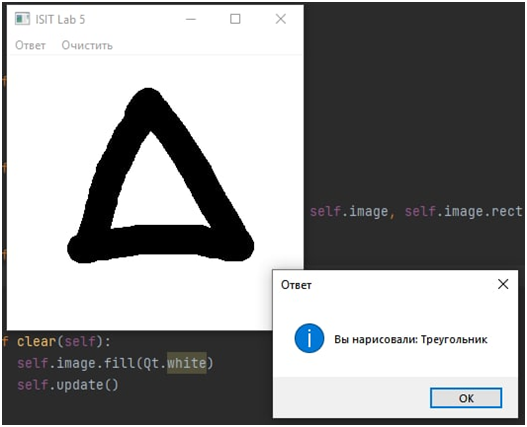 ISIT Lab 5
Ответ Очистить
self.image, self.image.rect
Ответ
Вы нарисовали: Треугольник
OK
f clear(self):
self.image.fill(Qt.white)
self.update()